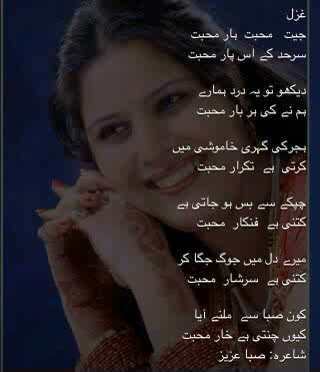 غزل
جیت محبت ہار محبت
سرحد کے اس پار محبت
دیکھو تو یہ درد ہمارے
ہم نے کی ہر بار محبت
ہجرکی گہری خاموشی میں
کرتی ہے تکرار محبت
چپکے سے بس ہو جاتی ہے
کتنی ہے فنکار محبت
میرے دل میں جوگ جگا کر
کتنی ہے سرشار محبت
کون صبا سے ملنے آیا
کیوں چنتی ہے خار محبت
شاعرہ: صبا عزیز